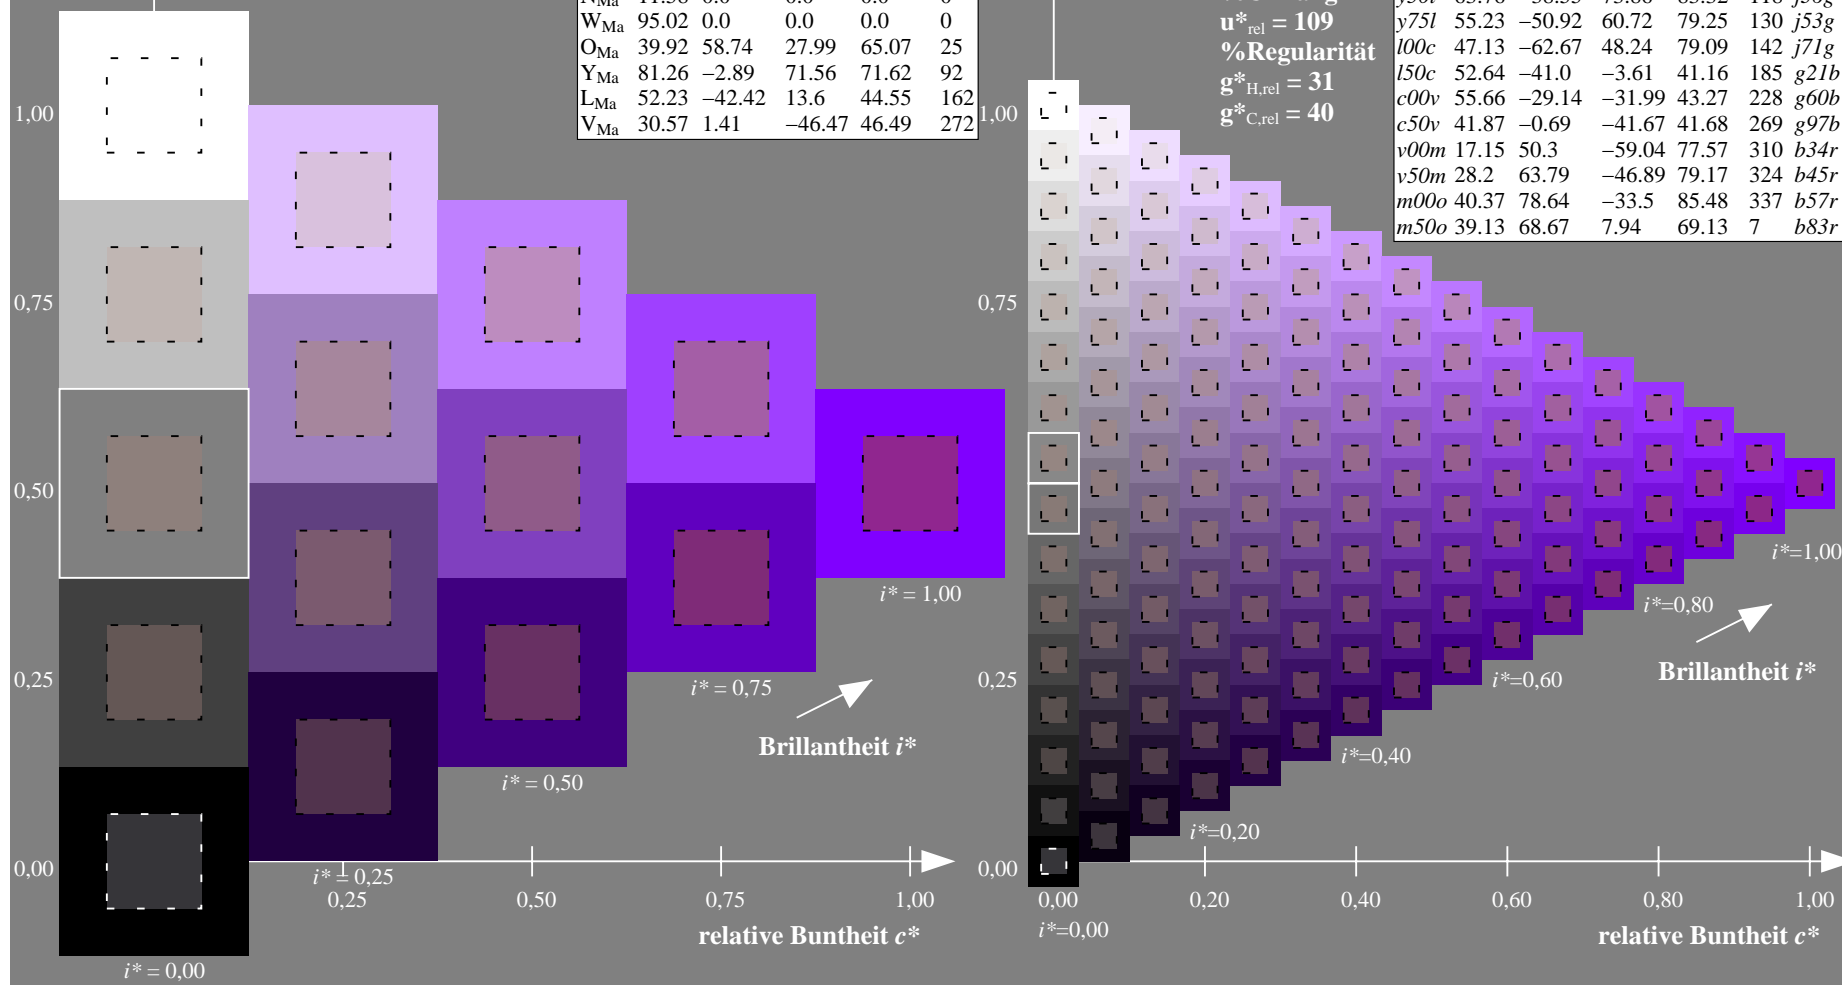 W_Ma 95.02 0.0 0.0 0.0 0
O_Ma 39.92 58.74 27.99 65.07 25
Y_Ma 81.26 −2.89 71.56 71.62 92
L_Ma 52.23 −42.42 13.6 44.55 162
V_Ma 30.57 1.41 −46.47 46.49 272
u*_rel = 109
%Regularität
g*_H,rel = 31
g*_C,rel = 40
y75l 55.23 −50.92 60.72 79.25 130 j53g
l00c 47.13 −62.67 48.24 79.09 142 j71g
l50c 52.64 −41.0 −3.61 41.16 185 g21b
c00v 55.66 −29.14 −31.99 43.27 228 g60b
c50v 41.87 −0.69 −41.67 41.68 269 g97b
v00m 17.15 50.3 −59.04 77.57 310 b34r
v50m 28.2 63.79 −46.89 79.17 324 b45r
m00o 40.37 78.64 −33.5 85.48 337 b57r
m50o 39.13 68.67 7.94 69.13 7 b83r
1,00
0,75
0,50
0,25
0,00
i* = 1,00
i* = 0,75
Brillantheit i*
i* = 0,50
i* = 0,25
0,25 0,50 0,75 1,00
relative Buntheit c*
i* = 0,00
1,00
0,75
0,50
0,25
0,00
i*=1,00
i*=0,80
Brillantheit i*
i*=0,60
i*=0,40
i*=0,20
0,00 0,20 0,40 0,60 0,80 1,00
i*=0,00
relative Buntheit c*